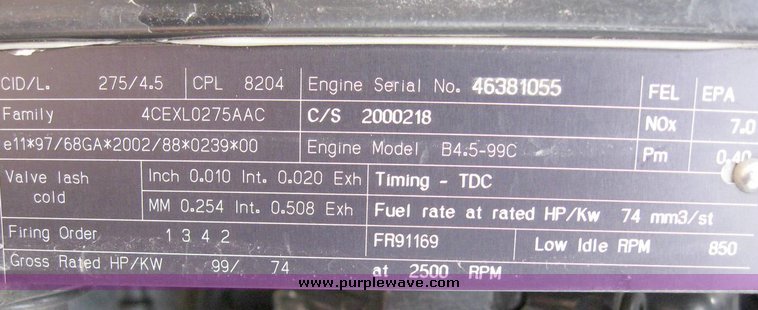 CID/L. 275/4.5 CPL 8204 Engine Serial No. 46381055 FEL EPA
Family 4CEXL0275AAC C/S 2000218 NOx 7.0
e11*97/68GA*2002/88*0239*00 Engine Model B4.5-99C Pm 0.40
Valve lash cold Inch 0.010 Int. 0.020 Exh Timing - TDC
MM 0.254 Int. 0.508 Exh Fuel rate at rated HP/Kw 74 mm3/st
Firing Order 1 3 4 2 FR91169 Low Idle RPM 850
Gross Rated HP/KW 99/ 74 at 2500 RPM
www.purplewave.com